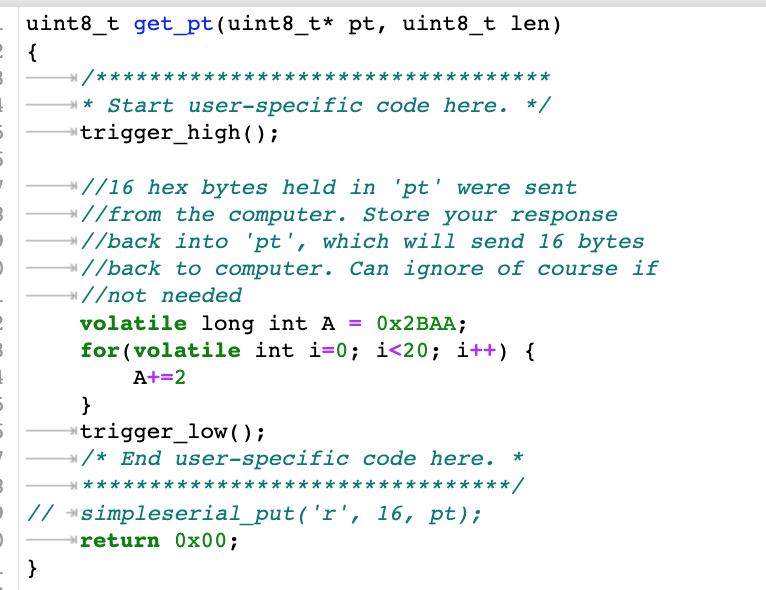 uint8_t get_pt(uint8_t* pt, uint8_t len)
{
/**********************************
* Start user-specific code here. */
trigger_high();
//16 hex bytes held in 'pt' were sent
//from the computer. Store your response
//back into 'pt', which will send 16 bytes
//back to computer. Can ignore of course if
//not needed
volatile long int A = 0x2BAA;
for(volatile int i=0; i<20; i++) {
A+=2
}
trigger_low();
/* End user-specific code here. *
********************************/
// simpleserial_put('r', 16, pt);
return 0x00;
}